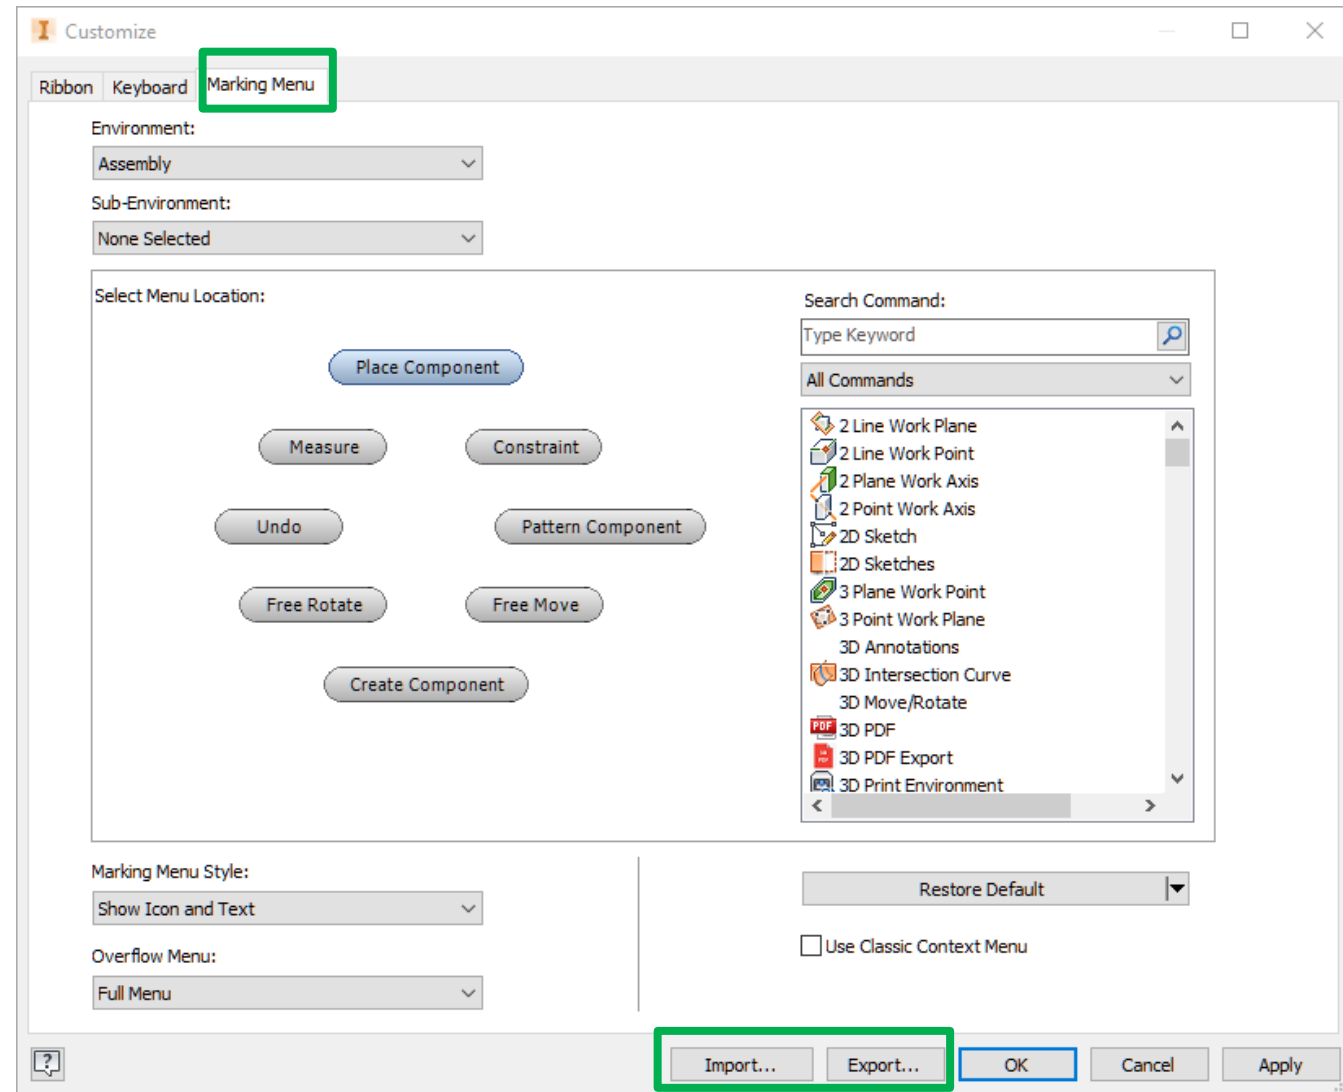 Customize
Ribbon Keyboard Marking Menu
Environment:
Assembly
Sub-Environment:
None Selected
Select Menu Location:
Place Component
Measure Constraint
Undo Pattern Component
Free Rotate Free Move
Create Component
Search Command:
Type Keyword
All Commands
2 Line Work Plane
2 Line Work Point
2 Plane Work Axis
2 Point Work Axis
2D Sketch
2D Sketches
3 Plane Work Point
3 Point Work Plane
3D Annotations
3D Intersection Curve
3D Move/Rotate
PDF 3D PDF
3D PDF Export
3D Print Environment
Marking Menu Style:
Show Icon and Text
Overflow Menu:
Full Menu
Restore Default
Use Classic Context Menu
? Import... Export... OK Cancel Apply